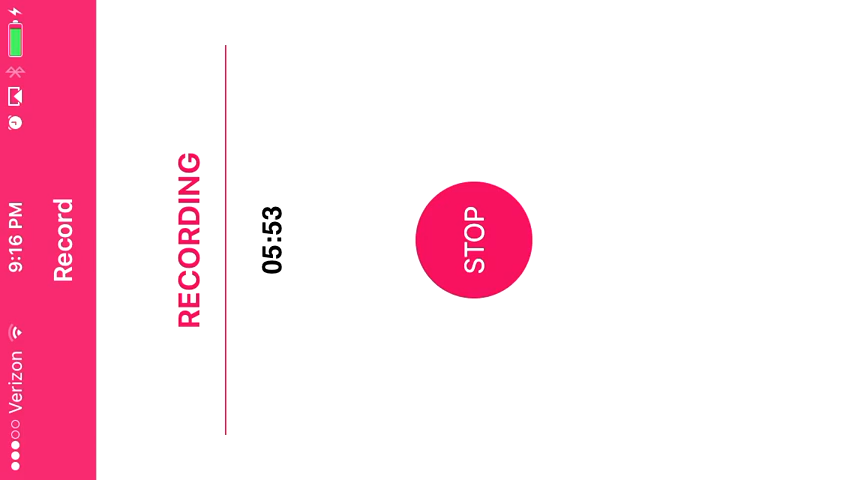 Verizon 9:16 PM
Record
RECORDING
05:53
STOP